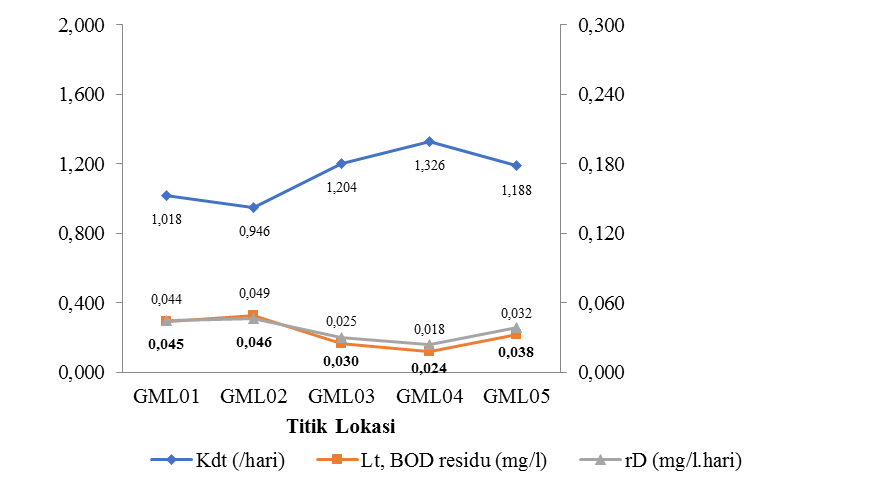 2,000 0,300
1,600 0,240
1,200 0,180
1,018 0,946 1,204 1,326 1,188
0,800 0,120
0,400 0,060
0,044 0,049 0,025 0,018 0,032
0,045 0,046 0,030 0,024 0,038
0,000 0,000
GML01 GML02 GML03 GML04 GML05
Titik Lokasi
Kdt (/hari) Lt, BOD residu (mg/l) rD (mg/l.hari)